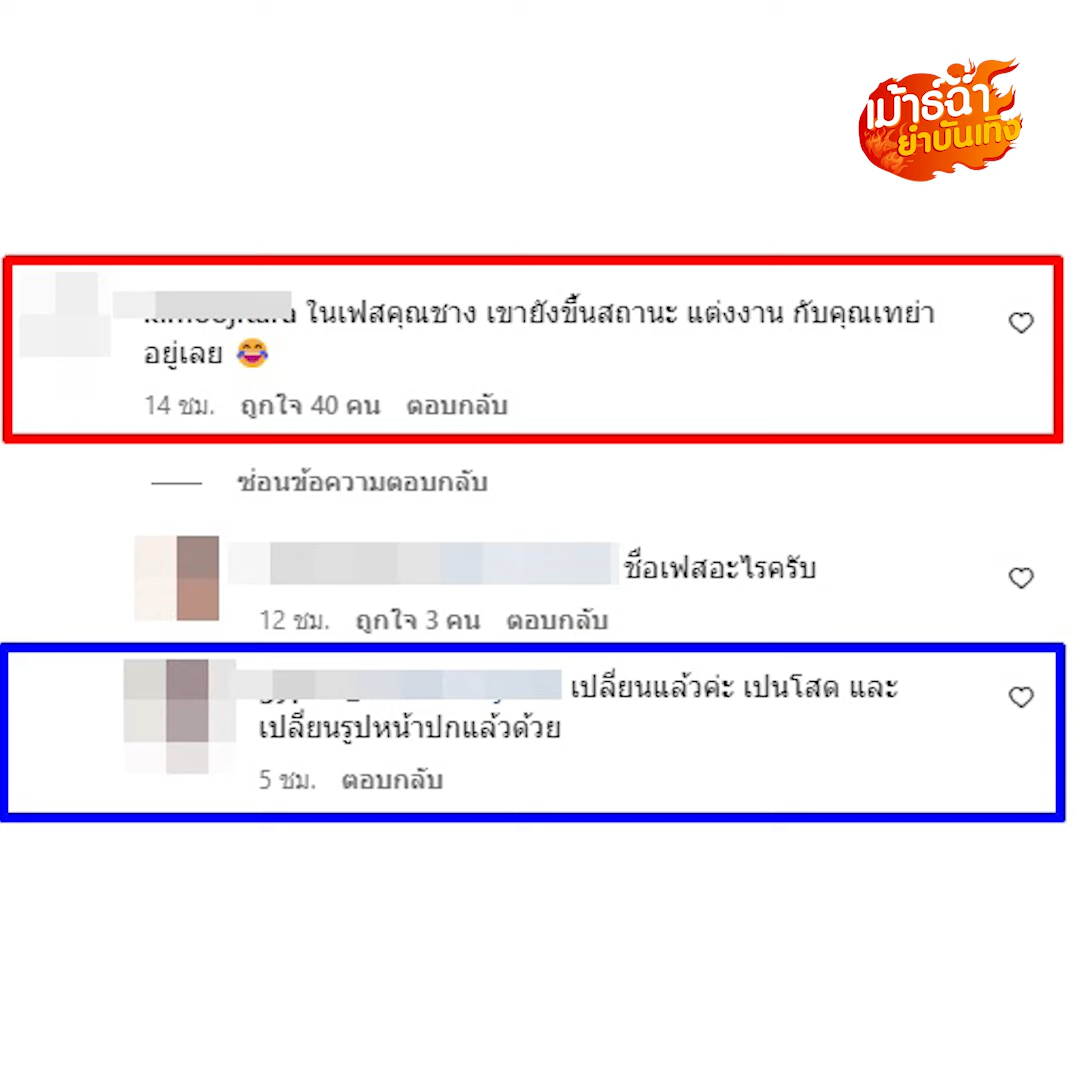 เม้าธ์ฉ่ำ
ยำบันเทิง
ในเฟสคุณชาง เขายังขึ้นสถานะ แต่งงาน กับคุณเทย่า
อยู่เลย 😂
14 ชม. ถูกใจ 40 คน ตอบกลับ
ซ่อนข้อความตอบกลับ
ชื่อเฟสอะไรครับ
12 ชม. ถูกใจ 3 คน ตอบกลับ
เปลี่ยนแล้วค่ะ เปนโสด และ
เปลี่ยนรูปหน้าปกแล้วด้วย
5 ชม. ตอบกลับ